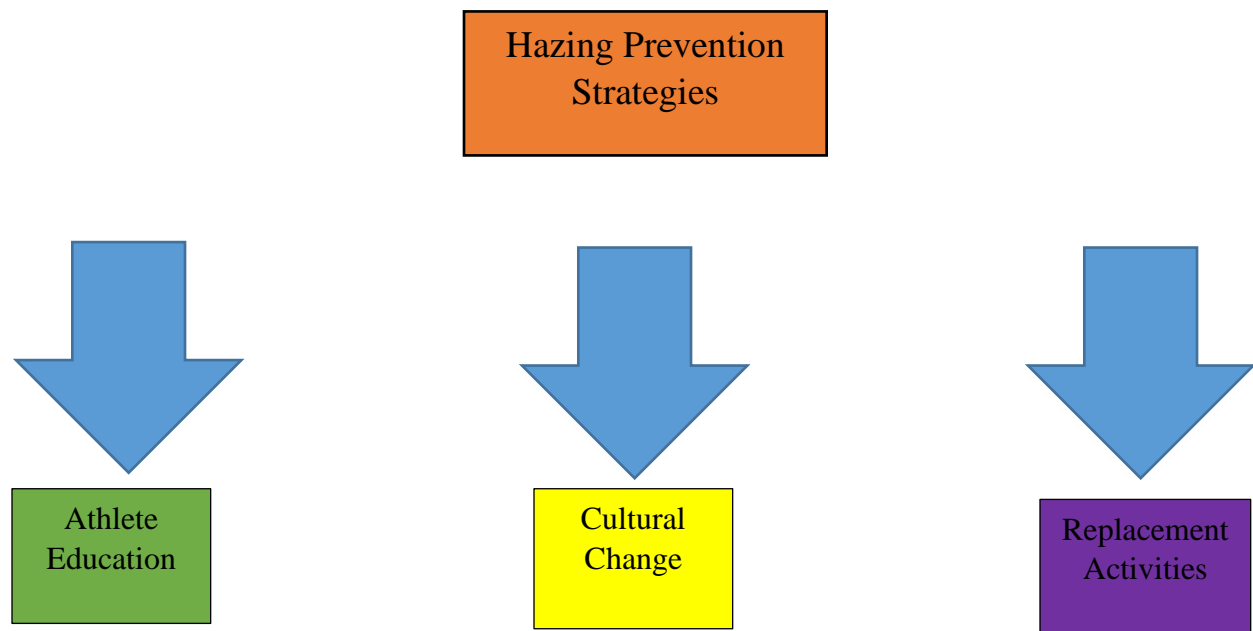 Hazing Prevention
Strategies
Athlete
Education
Cultural
Change
Replacement
Activities